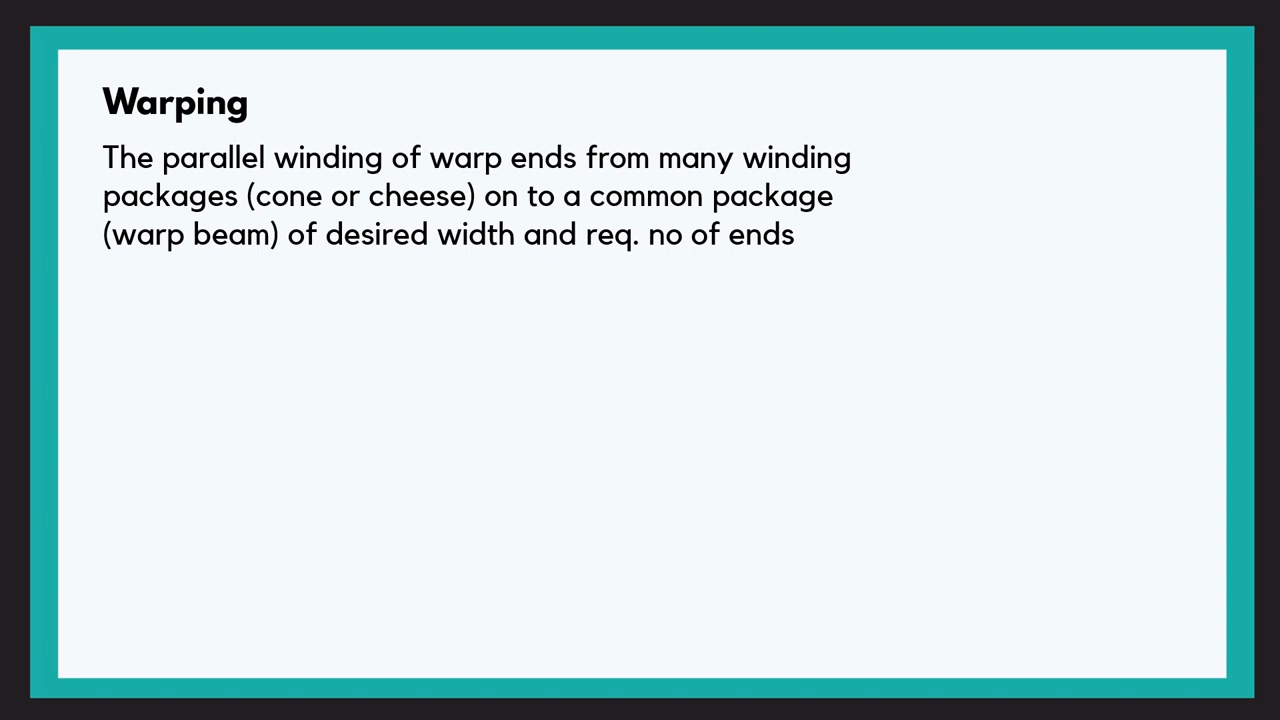 Warping
The parallel winding of warp ends from many winding
packages (cone or cheese) on to a common package
(warp beam) of desired width and req. no of ends